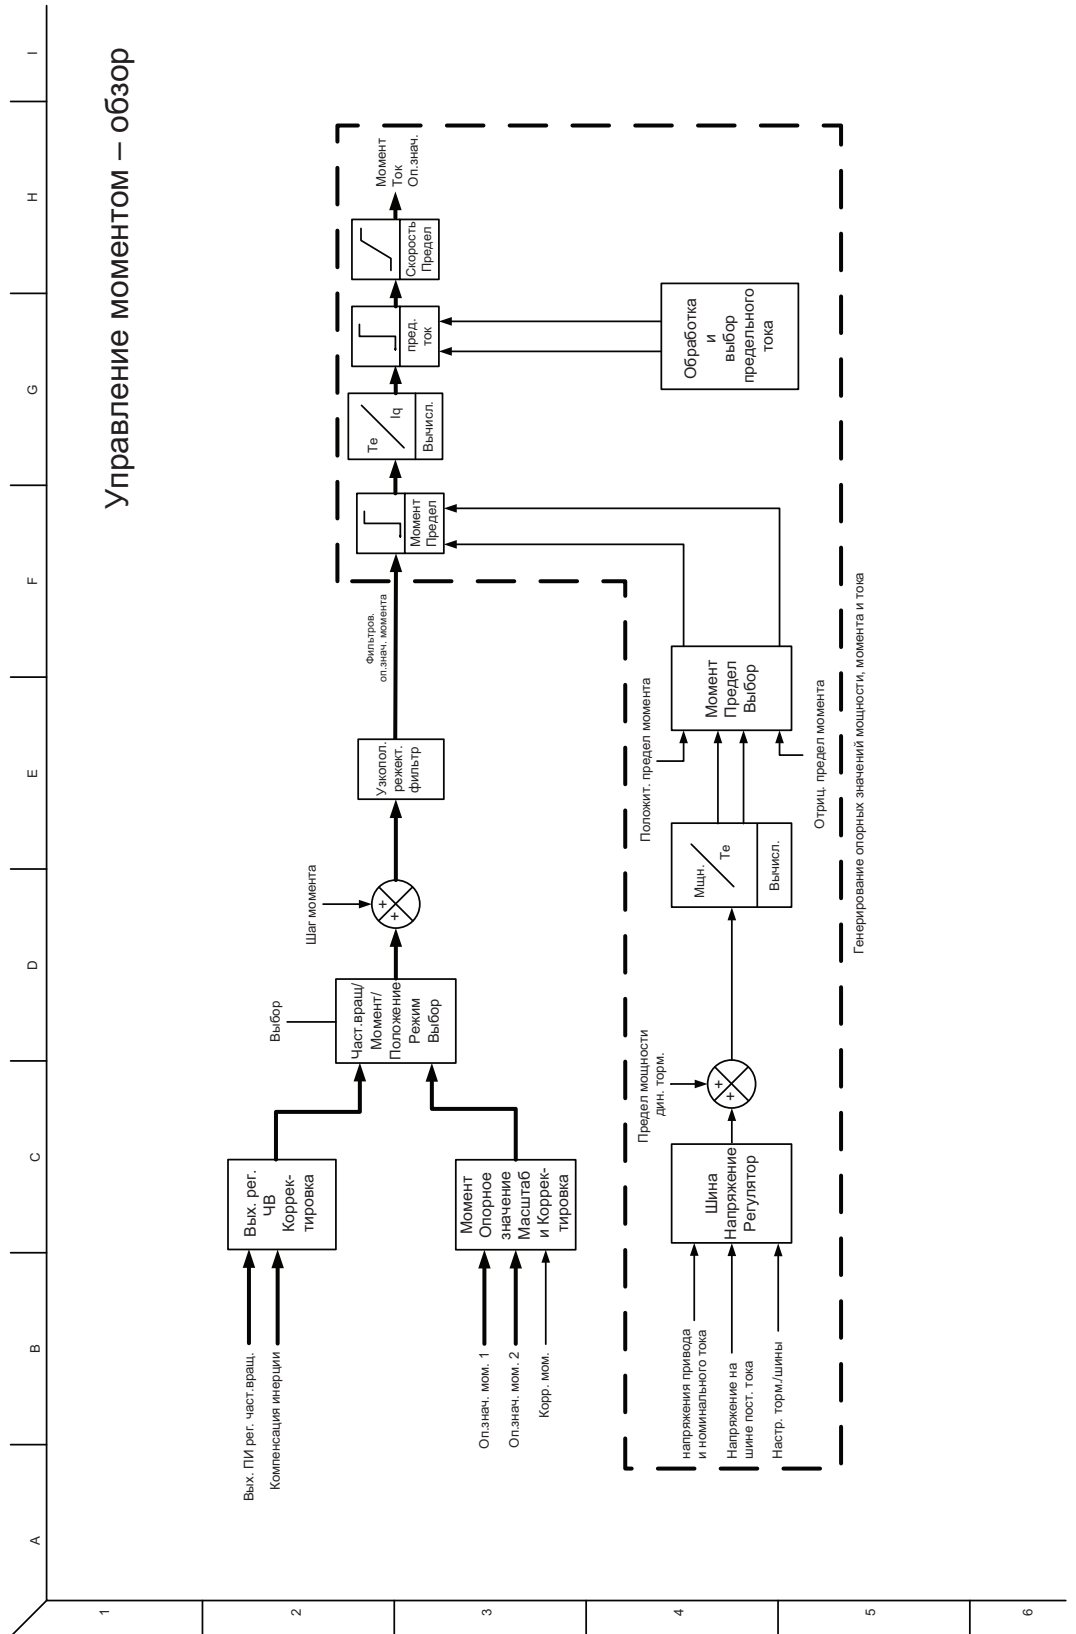 Управление моментом – обзор
A
B
C
D
E
F
G
H
I
1
2
3
4
5
6
Вых. ПИ рег. част.вращ.
Компенсация инерции
Вых. рег.
ЧВ
Коррек-
тировка
Оп.знач. мом. 1
Оп.знач. мом. 2
Корр. мом.
Момент
Опорное
значение
Масштаб
и Коррек-
тировка
Выбор
Част.вращ/
Момент/
Положение
Режим
Выбор
Шаг момента
+
+
Узкопол.
режект.
фильтр
Фильтров.
оп.знач. момента
Момент
Предел
Te
Iq
Вычисл.
пред.
ток
Скорость
Предел
Момент
Ток
Оп.знач.
Обработка
и
выбор
предельного
тока
напряжения привода
и номинального тока
Напряжение на
шине пост. тока
Настр. торм./шины
Шина
Напряжение
Регулятор
Предел мощности
дин. торм.
+
+
Мщн.
Te
Вычисл.
Положит. предел момента
Отриц. предел момента
Момент
Предел
Выбор
Генерирование опорных значений мощности, момента и тока